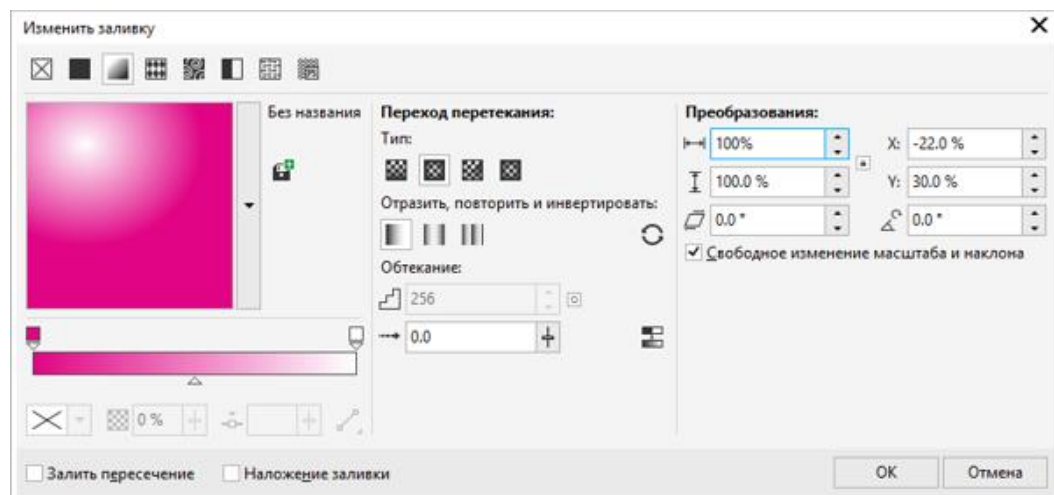 Изменить заливку
Без названия
Переход перетекания:
Тип:
Отразить, повторить и инвертировать:
Обтекание:
256
0.0
Преобразования:
100%
X: -22.0 %
100.0 %
Y: 30.0 %
0.0 °
0.0 °
Свободное изменение масштаба и наклона
0 %
Залить пересечение
Наложение заливки
OK
Отмена